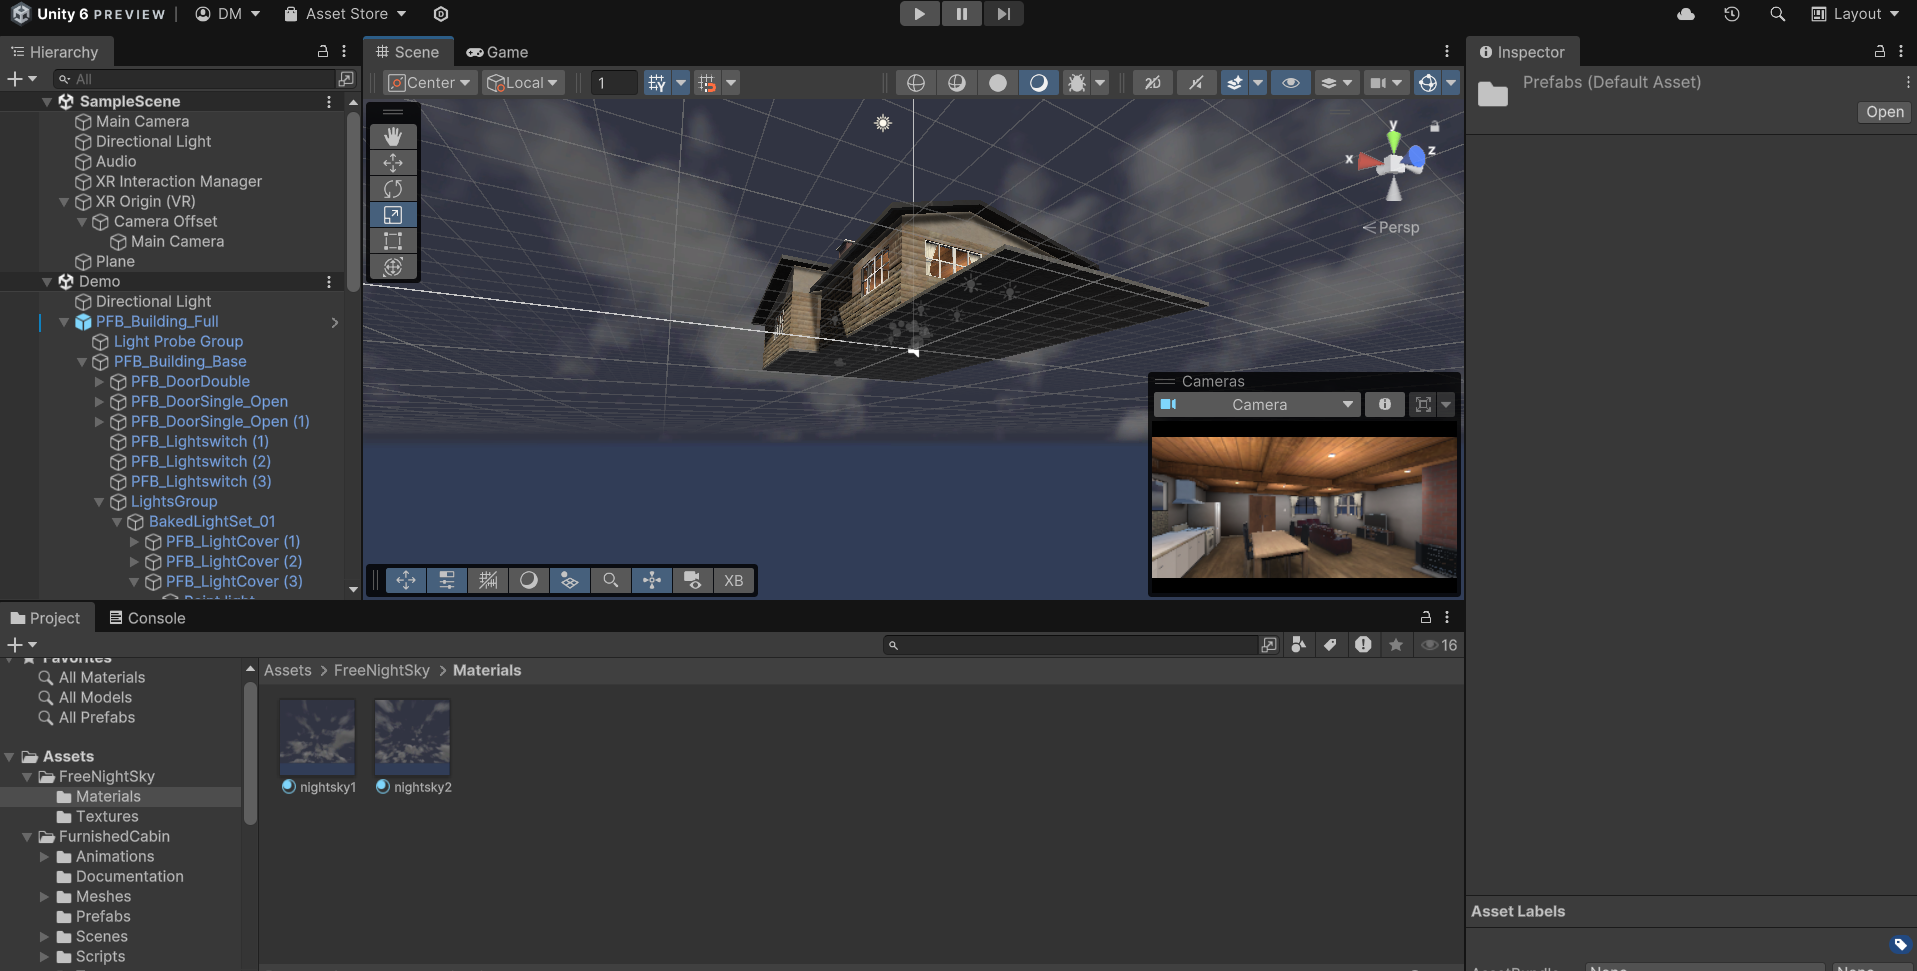 Unity 6 PREVIEW
DM
Asset Store
Layout
Hierarchy
All
SampleScene
Main Camera
Directional Light
Audio
XR Interaction Manager
XR Origin (VR)
Camera Offset
Main Camera
Plane
Demo
Directional Light
PFB_Building_Full
Light Probe Group
PFB_Building_Base
PFB_DoorDouble
PFB_DoorSingle_Open
PFB_DoorSingle_Open (1)
PFB_Lightswitch (1)
PFB_Lightswitch (2)
PFB_Lightswitch (3)
LightsGroup
BakedLightSet_01
PFB_LightCover (1)
PFB_LightCover (2)
PFB_LightCover (3)
Scene
Game
Center
Local
1
2D
y
x
z
Persp
Cameras
Camera
XB
Inspector
Prefabs (Default Asset)
Open
Project
Console
16
Favorites
All Materials
All Models
All Prefabs
Assets
FreeNightSky
Materials
Textures
FurnishedCabin
Animations
Documentation
Meshes
Prefabs
Scenes
Scripts
Assets > FreeNightSky > Materials
nightsky1
nightsky2
Asset Labels